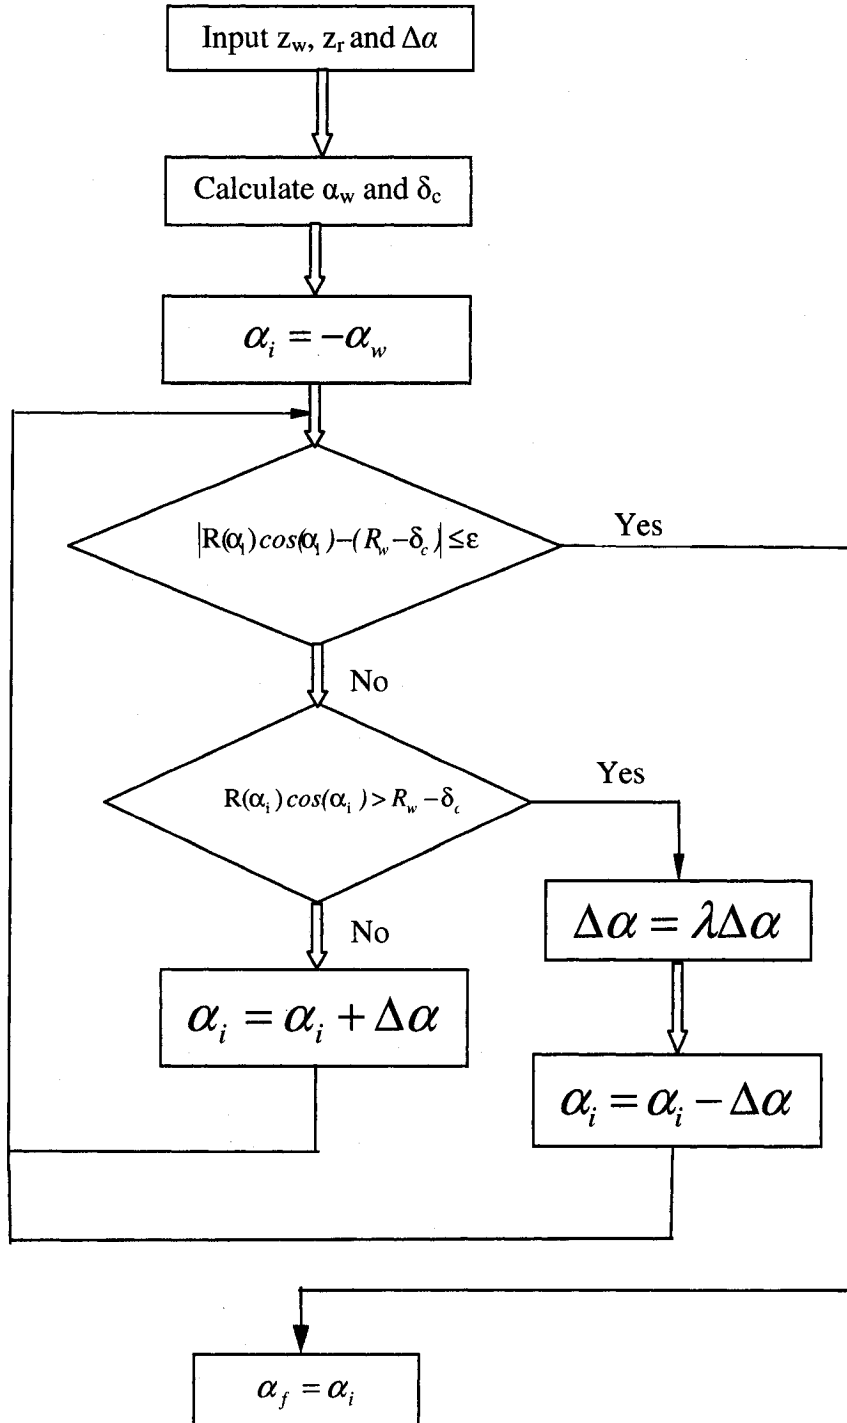 Input z_w, z_r and Δα
Calculate α_w and δ_c
α_i = −α_w
|R(α_i)cos(α_i)−(R_w−δ_c)| ≤ε
Yes
No
R(α_i)cos(α_i) > R_w −δ_c
Yes
No
Δα = λΔα
α_i = α_i + Δα
α_i = α_i − Δα
α_f = α_i